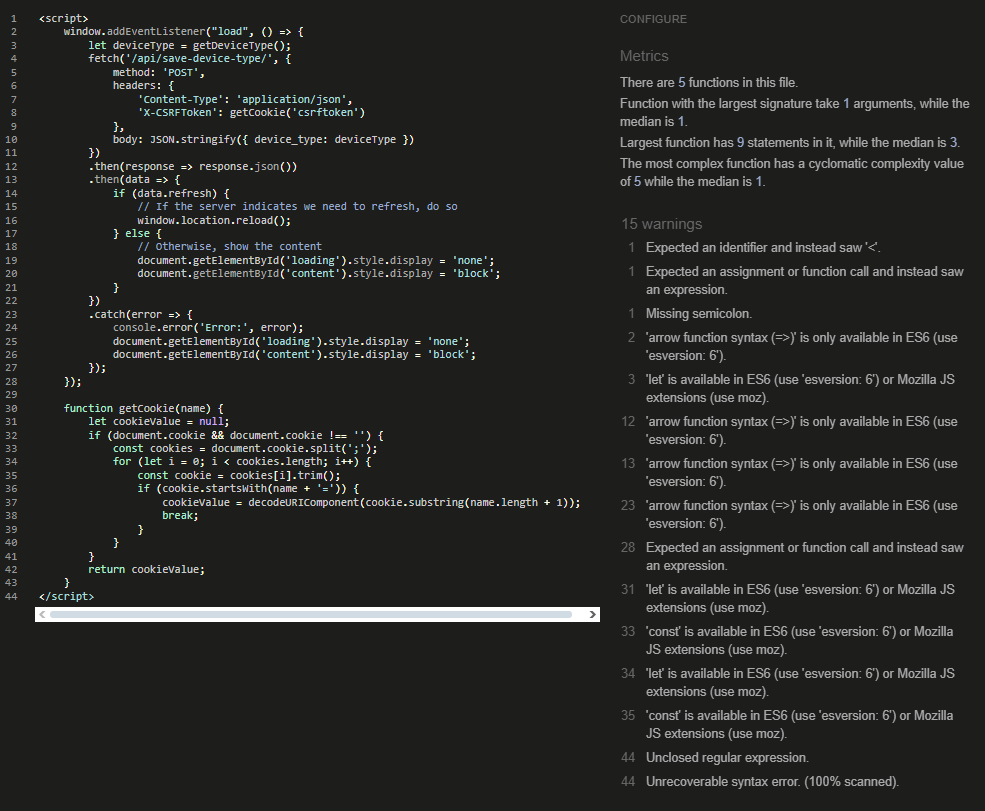 1 <script>
2 window.addEventListener("load", () => {
3 let deviceType = getDeviceType();
4 fetch('/api/save-device-type/', {
5 method: 'POST',
6 headers: {
7 'Content-Type': 'application/json',
8 'X-CSRFToken': getCookie('csrftoken')
9 },
10 body: JSON.stringify({ device_type: deviceType })
11 })
12 .then(response => response.json())
13 .then(data => {
14 if (data.refresh) {
15 // If the server indicates we need to refresh, do so
16 window.location.reload();
17 } else {
18 // Otherwise, show the content
19 document.getElementById('loading').style.display = 'none';
20 document.getElementById('content').style.display = 'block';
21 }
22 })
23 .catch(error => {
24 console.error('Error:', error);
25 document.getElementById('loading').style.display = 'none';
26 document.getElementById('content').style.display = 'block';
27 });
28 });
29
30 function getCookie(name) {
31 let cookieValue = null;
32 if (document.cookie && document.cookie !== '') {
33 const cookies = document.cookie.split(';');
34 for (let i = 0; i < cookies.length; i++) {
35 const cookie = cookies[i].trim();
36 if (cookie.startsWith(name + '=')) {
37 cookieValue = decodeURIComponent(cookie.substring(name.length + 1));
38 break;
39 }
40 }
41 }
42 return cookieValue;
43 }
44 </script>
CONFIGURE
Metrics
There are 5 functions in this file.
Function with the largest signature take 1 arguments, while the
median is 1.
Largest function has 9 statements in it, while the median is 3.
The most complex function has a cyclomatic complexity value
of 5 while the median is 1.
15 warnings
1 Expected an identifier and instead saw '<'.
1 Expected an assignment or function call and instead saw
an expression.
1 Missing semicolon.
2 'arrow function syntax (=>)' is only available in ES6 (use
'esversion: 6').
3 'let' is available in ES6 (use 'esversion: 6') or Mozilla JS
extensions (use moz).
12 'arrow function syntax (=>)' is only available in ES6 (use
'esversion: 6').
13 'arrow function syntax (=>)' is only available in ES6 (use
'esversion: 6').
23 'arrow function syntax (=>)' is only available in ES6 (use
'esversion: 6').
28 Expected an assignment or function call and instead saw
an expression.
31 'let' is available in ES6 (use 'esversion: 6') or Mozilla JS
extensions (use moz).
33 'const' is available in ES6 (use 'esversion: 6') or Mozilla
JS extensions (use moz).
34 'let' is available in ES6 (use 'esversion: 6') or Mozilla JS
extensions (use moz).
35 'const' is available in ES6 (use 'esversion: 6') or Mozilla
JS extensions (use moz).
44 Unclosed regular expression.
44 Unrecoverable syntax error. (100% scanned).